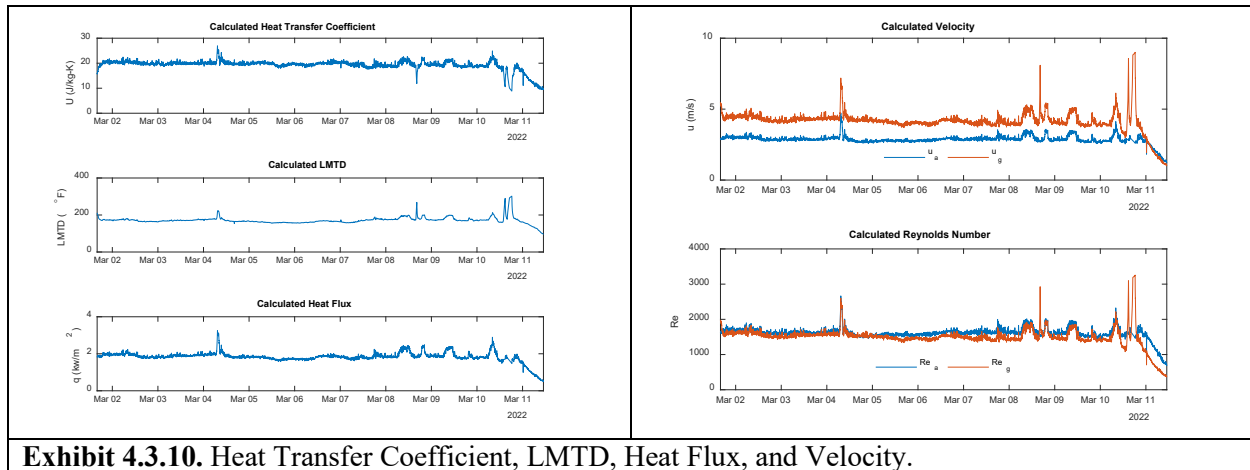 Calculated Heat Transfer Coefficient
U (J/kg-K)
30
20
10
0
Mar 02 Mar 03 Mar 04 Mar 05 Mar 06 Mar 07 Mar 08 Mar 09 Mar 10 Mar 11
2022
Calculated LMTD
LMTD (°F)
400
200
0
Mar 02 Mar 03 Mar 04 Mar 05 Mar 06 Mar 07 Mar 08 Mar 09 Mar 10 Mar 11
2022
Calculated Heat Flux
q (kw/m 2)
4
2
0
Mar 02 Mar 03 Mar 04 Mar 05 Mar 06 Mar 07 Mar 08 Mar 09 Mar 10 Mar 11
2022
Calculated Velocity
u (m/s)
10
5
0
u a u g
Mar 02 Mar 03 Mar 04 Mar 05 Mar 06 Mar 07 Mar 08 Mar 09 Mar 10 Mar 11
2022
Calculated Reynolds Number
Re
4000
3000
2000
1000
0
Re a Re g
Mar 02 Mar 03 Mar 04 Mar 05 Mar 06 Mar 07 Mar 08 Mar 09 Mar 10 Mar 11
2022
Exhibit 4.3.10. Heat Transfer Coefficient, LMTD, Heat Flux, and Velocity.